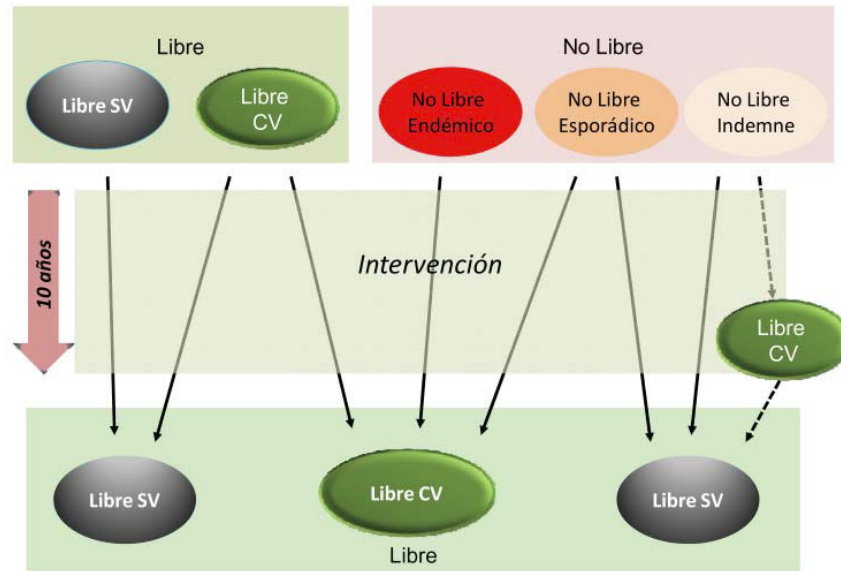 Libre
No Libre
Libre SV
Libre
CV
No Libre
Endémico
No Libre
Esporádico
No Libre
Indemne
10 años
Intervención
Libre
CV
Libre SV
Libre CV
Libre SV
Libre